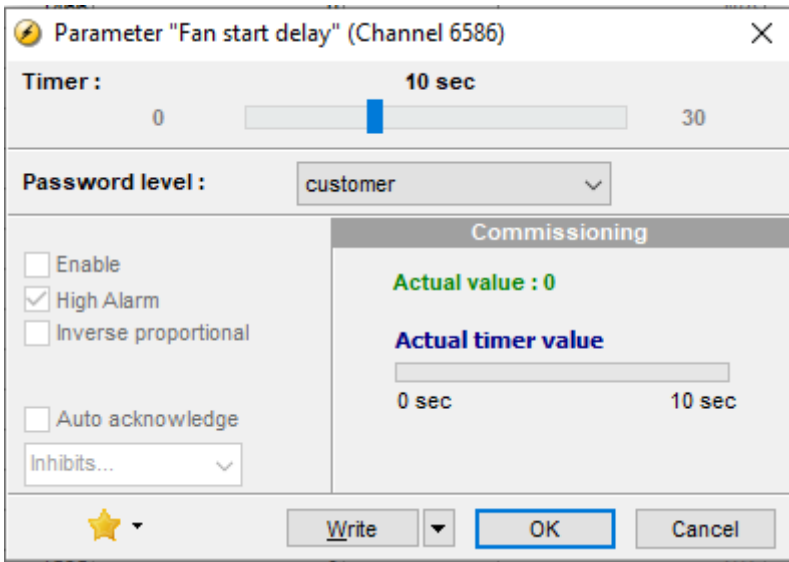 Parameter "Fan start delay" (Channel 6586)
Timer :
10 sec
0
30
Password level :
customer
Commissioning
Enable
High Alarm
Inverse proportional
Actual value : 0
Actual timer value
0 sec
10 sec
Auto acknowledge
Inhibits...
Write
OK
Cancel